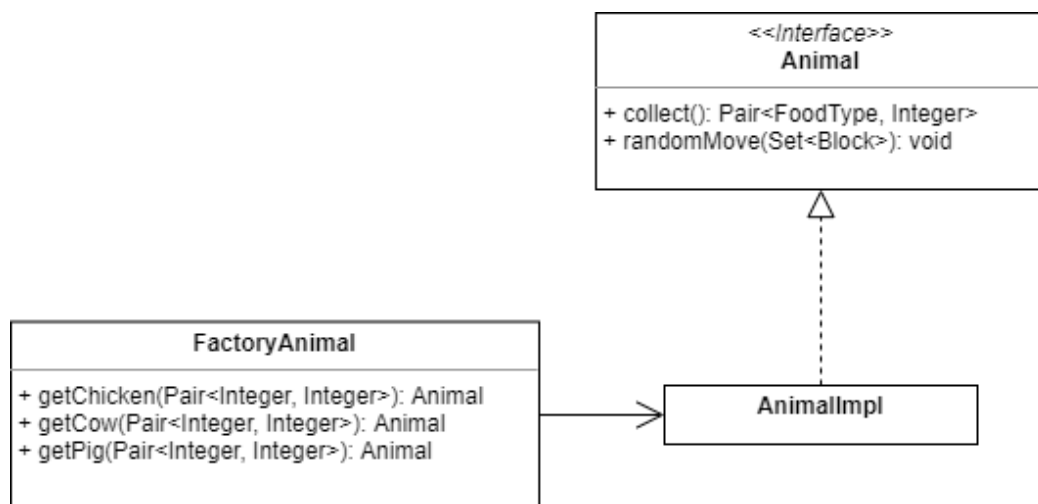 <<Interface>>
Animal
+ collect(): Pair<FoodType, Integer>
+ randomMove(Set<Block>): void
FactoryAnimal
+ getChicken(Pair<Integer, Integer>): Animal
+ getCow(Pair<Integer, Integer>): Animal
+ getPig(Pair<Integer, Integer>): Animal
AnimalImpl